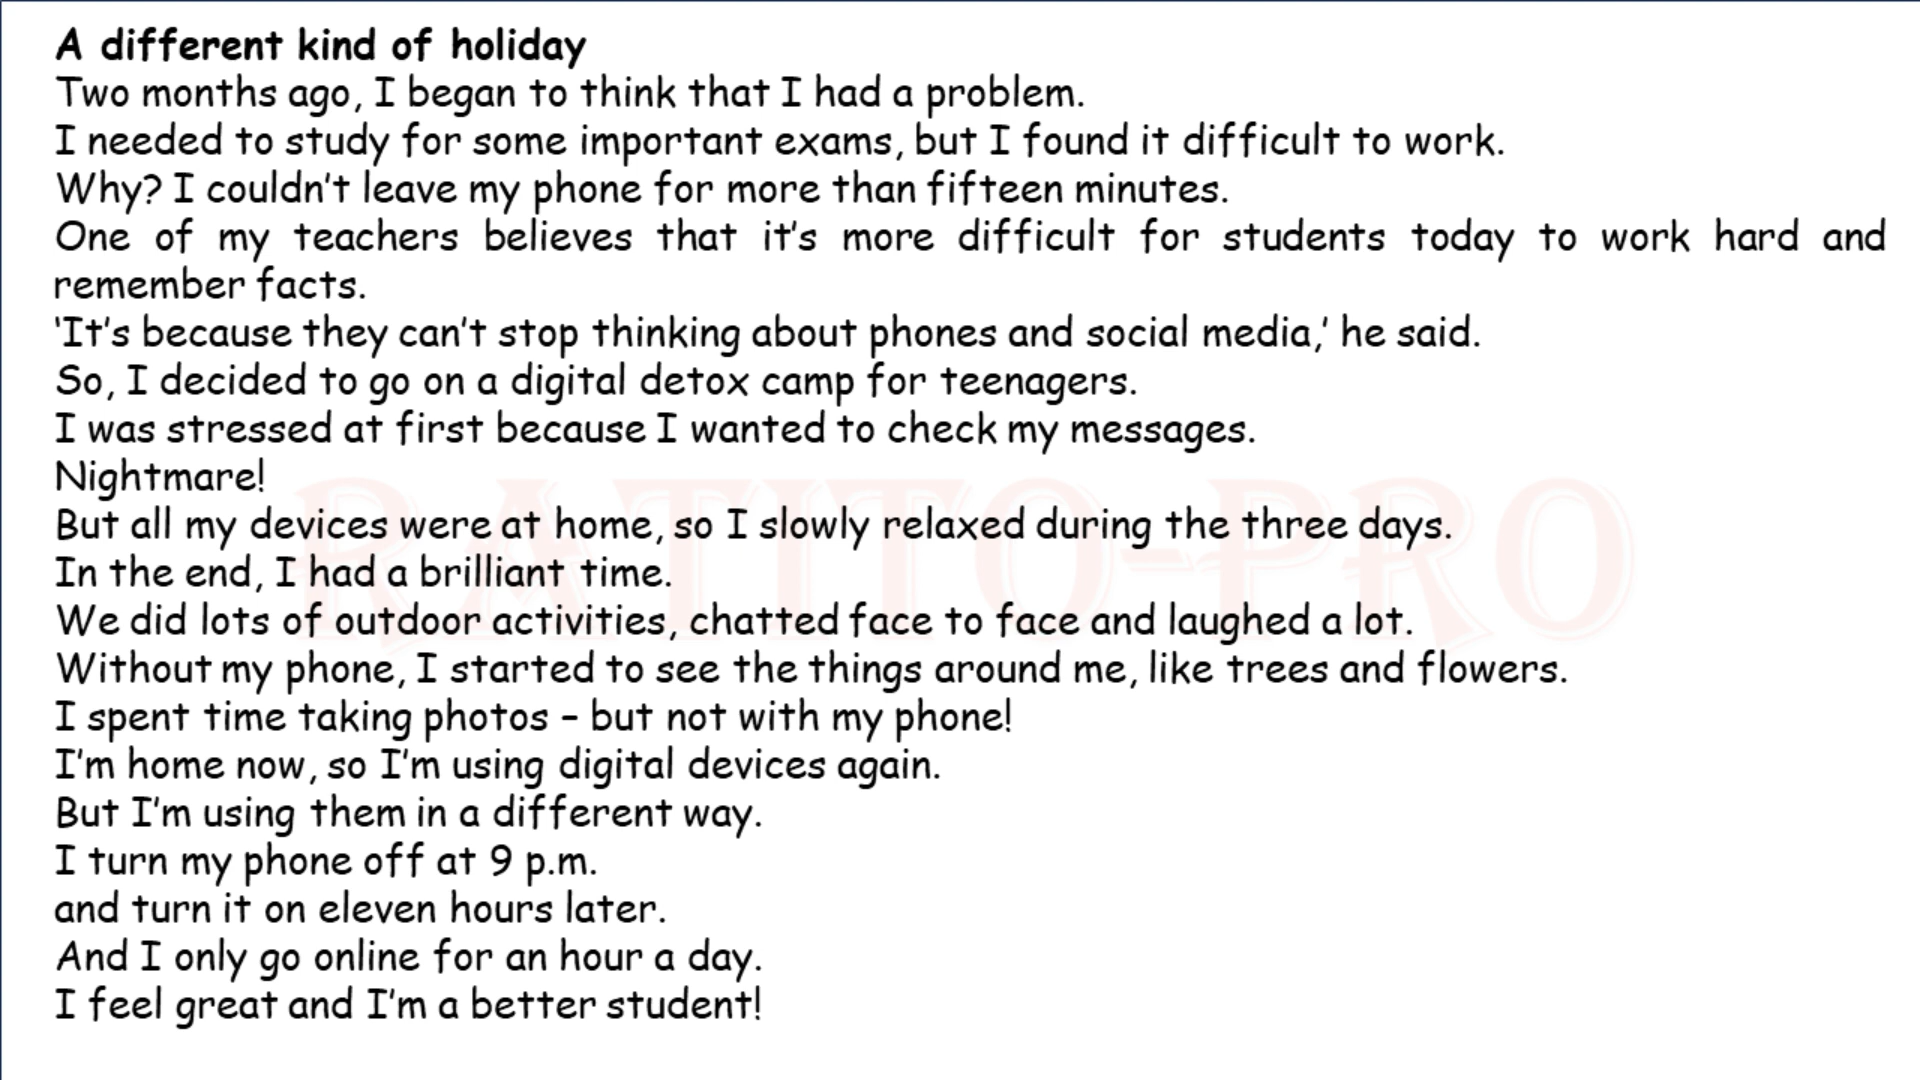 A different kind of holiday
Two months ago, I began to think that I had a problem.
I needed to study for some important exams, but I found it difficult to work.
Why? I couldn't leave my phone for more than fifteen minutes.
One of my teachers believes that it's more difficult for students today to work hard and
remember facts.
‘It's because they can't stop thinking about phones and social media,’ he said.
So, I decided to go on a digital detox camp for teenagers.
I was stressed at first because I wanted to check my messages.
Nightmare!
But all my devices were at home, so I slowly relaxed during the three days.
In the end, I had a brilliant time.
We did lots of outdoor activities, chatted face to face and laughed a lot.
Without my phone, I started to see the things around me, like trees and flowers.
I spent time taking photos – but not with my phone!
I'm home now, so I'm using digital devices again.
But I'm using them in a different way.
I turn my phone off at 9 p.m.
and turn it on eleven hours later.
And I only go online for an hour a day.
I feel great and I'm a better student!
RATITO-PRO